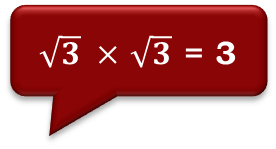 √3 × √3 = 3